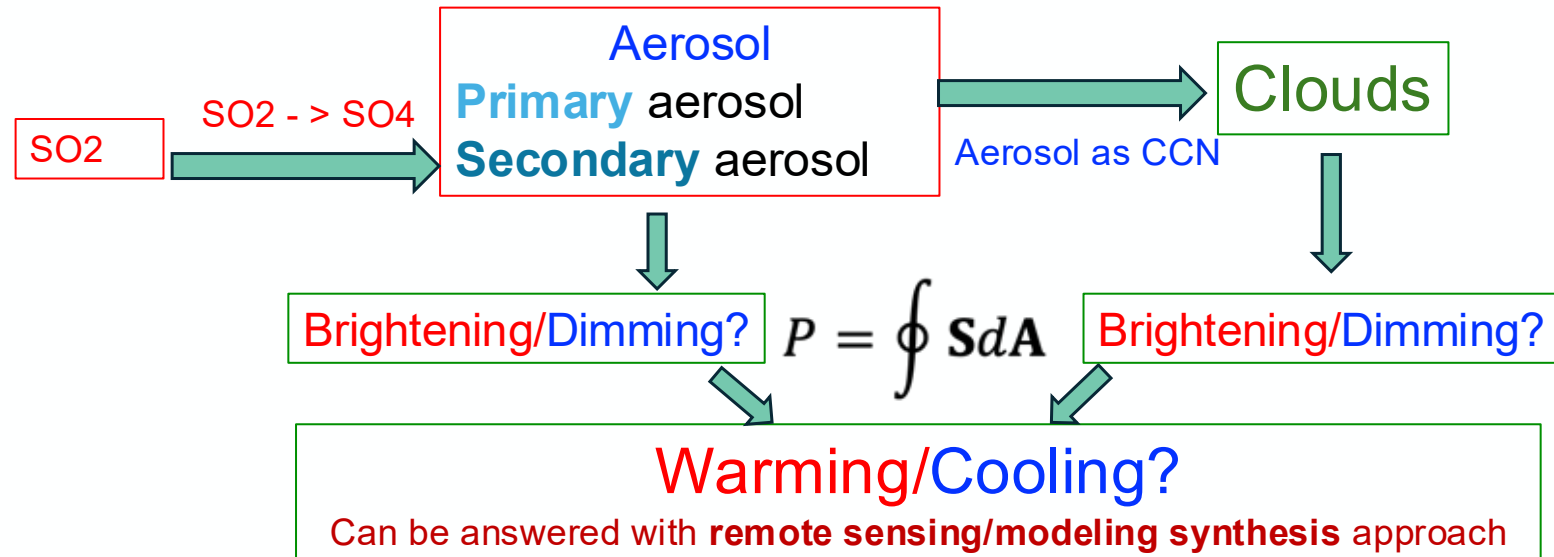 SO2
SO2 - > SO4
Aerosol
Primary aerosol
Secondary aerosol
Aerosol as CCN
Clouds
Brightening/Dimming?
P = ∮ SdA
Brightening/Dimming?
Warming/Cooling?
Can be answered with remote sensing/modeling synthesis approach